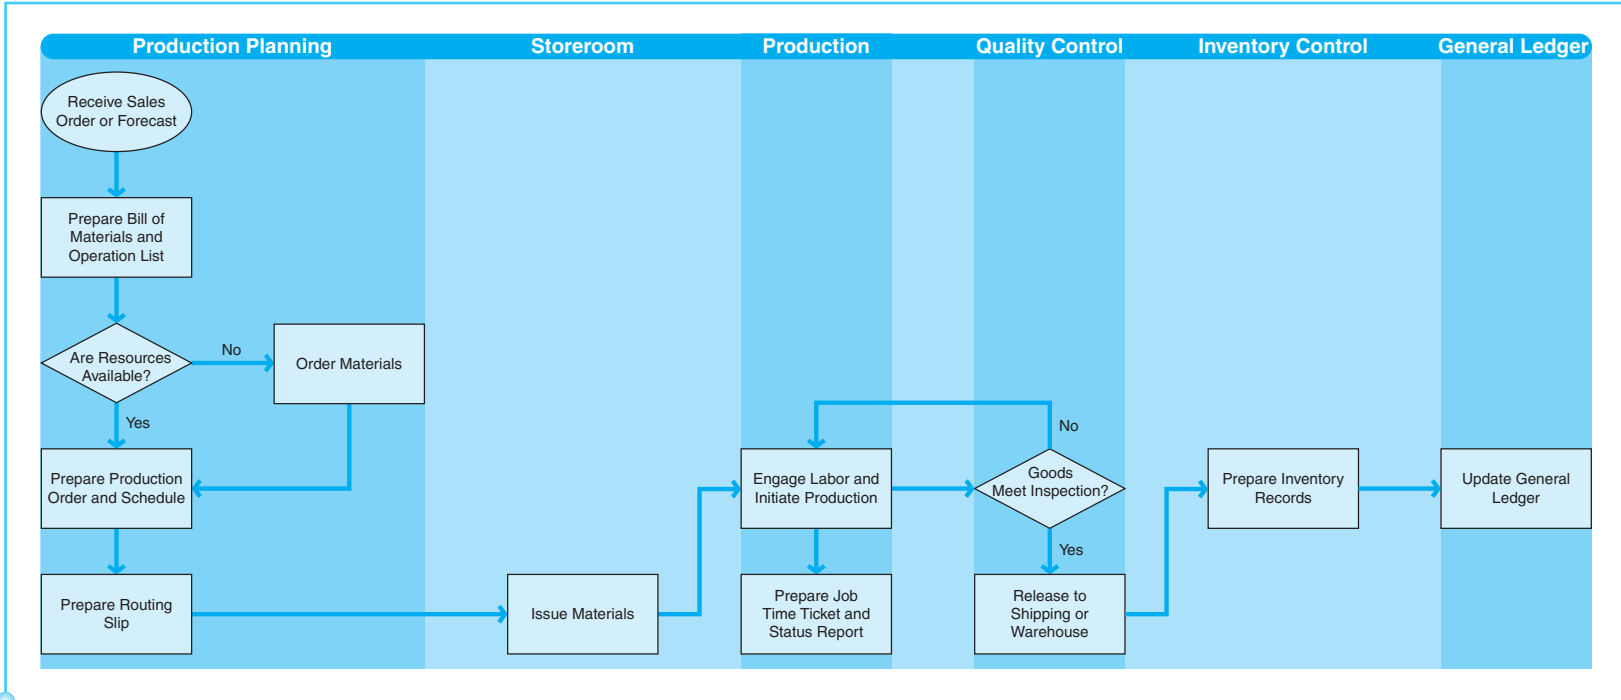 Production Planning
Storeroom
Production
Quality Control
Inventory Control
General Ledger
Receive Sales
Order or Forecast
Prepare Bill of
Materials and
Operation List
Are Resources
Available?
No
Order Materials
Yes
Prepare Production
Order and Schedule
Prepare Routing
Slip
Issue Materials
Engage Labor and
Initiate Production
Prepare Job
Time Ticket and
Status Report
No
Goods
Meet Inspection?
Yes
Release to
Shipping or
Warehouse
Prepare Inventory
Records
Update General
Ledger